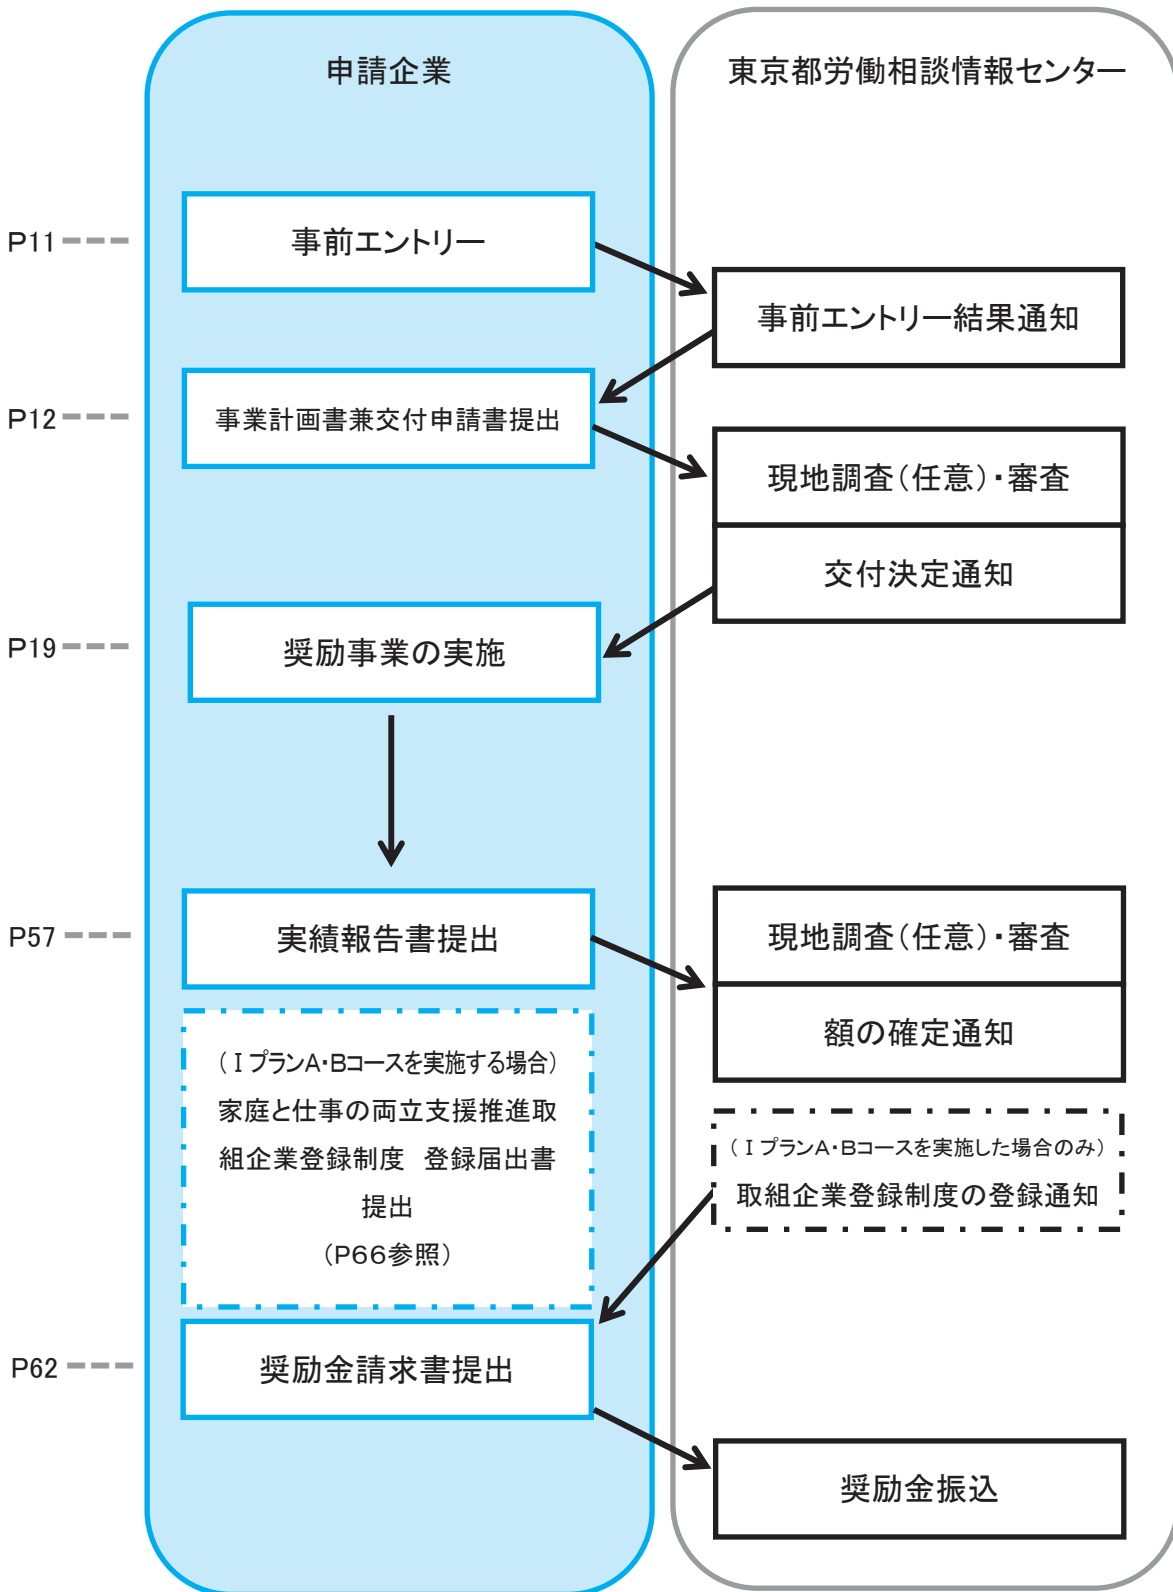 申請企業
東京都労働相談情報センター
P11
事前エントリー
事前エントリー結果通知
P12
事業計画書兼交付申請書提出
現地調査（任意）・審査
交付決定通知
P19
奨励事業の実施
P57
実績報告書提出
現地調査（任意）・審査
額の確定通知
（ⅠプランA・Bコースを実施する場合）
家庭と仕事の両立支援推進取
組企業登録制度　登録届出書
提出
（P66参照）
（ⅠプランA・Bコースを実施した場合のみ）
取組企業登録制度の登録通知
P62
奨励金請求書提出
奨励金振込